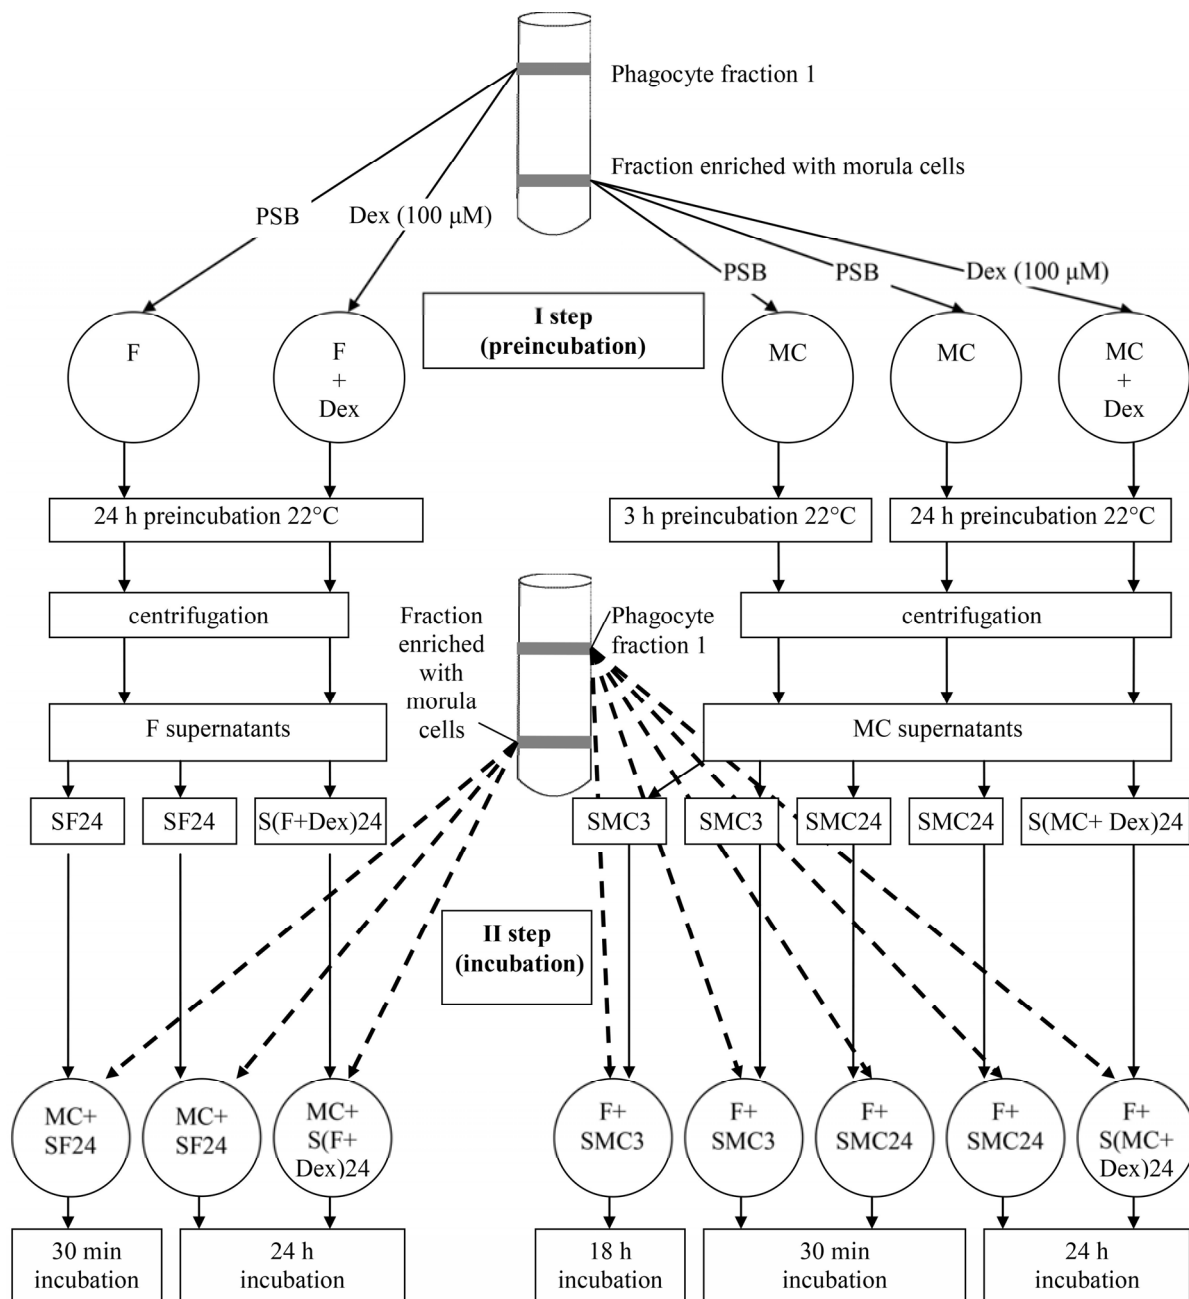 Phagocyte fraction 1
Fraction enriched with morula cells
PSB
Dex (100 μM)
PSB
PSB
Dex (100 μM)
I step
(preincubation)
F
F
+
Dex
MC
MC
MC
+
Dex
24 h preincubation 22°C
3 h preincubation 22°C
24 h preincubation 22°C
centrifugation
Fraction
enriched
with
morula
cells
Phagocyte
fraction 1
centrifugation
F supernatants
MC supernatants
SF24
SF24
S(F+Dex)24
SMC3
SMC3
SMC24
SMC24
S(MC+ Dex)24
II step
(incubation)
MC+
SF24
MC+
SF24
MC+
S(F+
Dex)24
F+
SMC3
F+
SMC3
F+
SMC24
F+
SMC24
F+
S(MC+
Dex)24
30 min
incubation
24 h
incubation
18 h
incubation
30 min
incubation
24 h
incubation